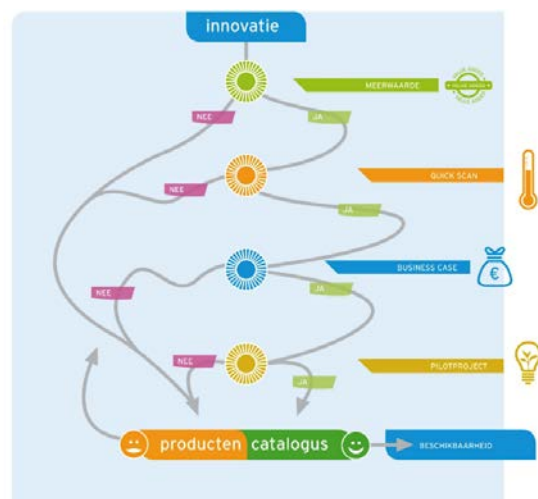 innovatie
MEERWAARDE
NEE
JA
QUICK SCAN
NEE
JA
BUSINESS CASE
NEE
JA
PILOTPROJECT
NEE
JA
producten catalogus
BESCHIKBAARHEID
€